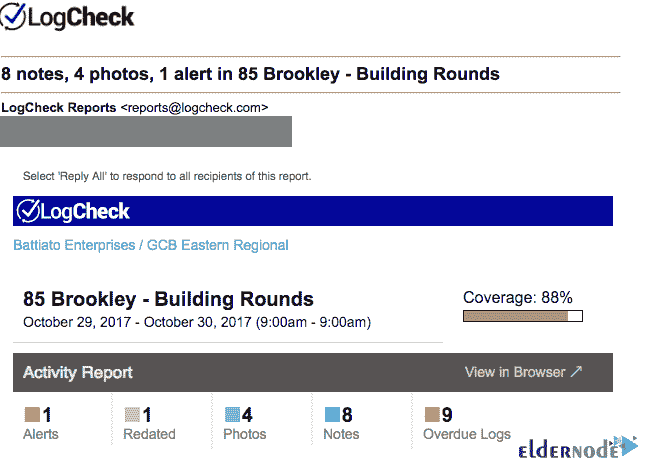 LogCheck
8 notes, 4 photos, 1 alert in 85 Brookley - Building Rounds
LogCheck Reports <reports@logcheck.com>
Select 'Reply All' to respond to all recipients of this report.
LogCheck
Battiato Enterprises / GCB Eastern Regional
85 Brookley - Building Rounds
Coverage: 88%
October 29, 2017 - October 30, 2017 (9:00am - 9:00am)
Activity Report
View in Browser ↗
1 1 4 8 9
Alerts Redated Photos Notes Overdue Logs
eldernode